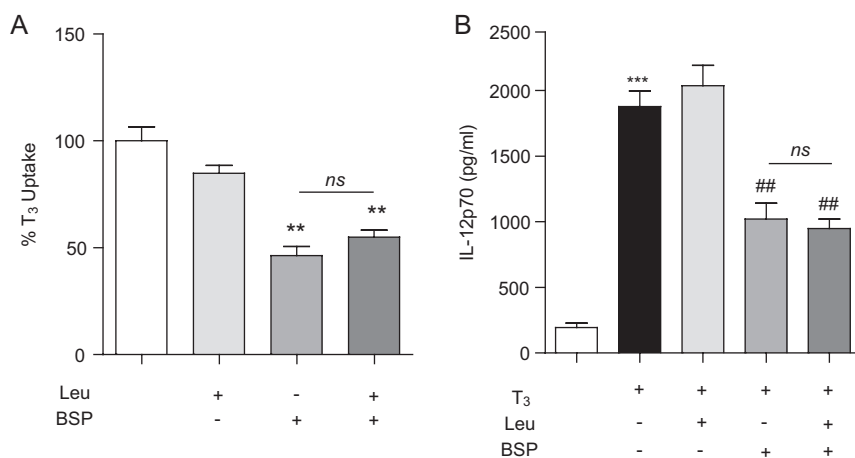 A
% T3 Uptake
150
100
50
0
ns
**
**
Leu + - +
BSP - + +
B
IL-12p70 (pg/ml)
2500
2000
1500
1000
500
0
***
ns
##
##
T3 + + + +
Leu - + - +
BSP - - + +